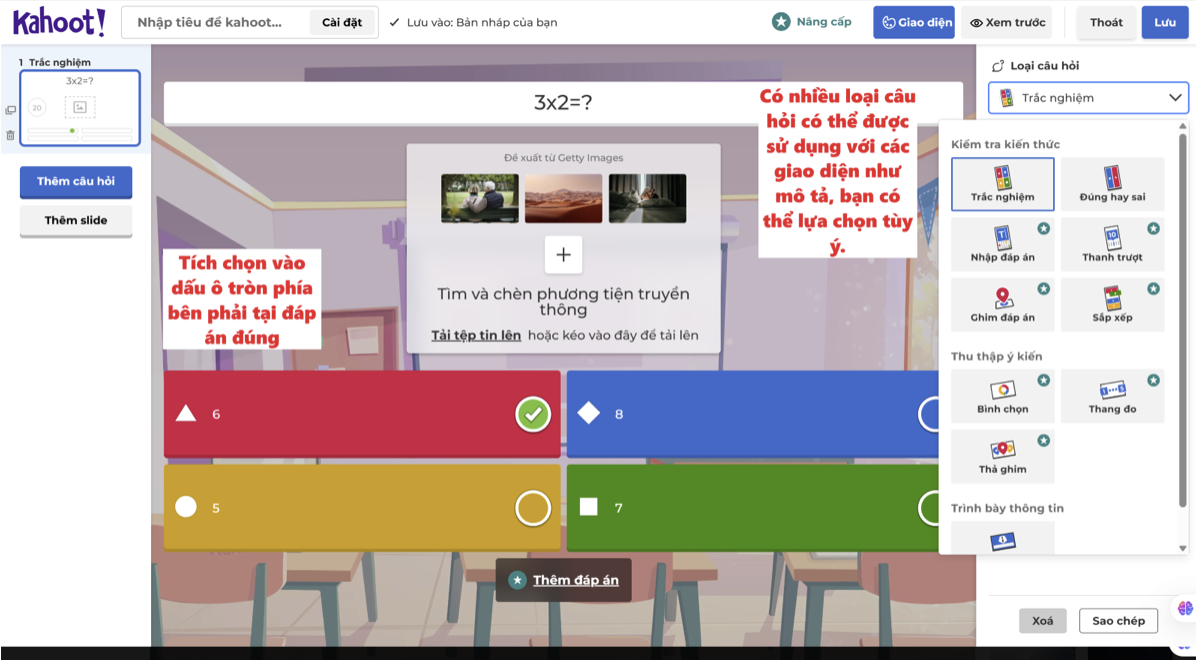 Kahoot!
Nhập tiêu đề kahoot...
Cài đặt
Lưu vào: Bản nháp của bạn
Nâng cấp
Giao diện
Xem trước
Thoát
Lưu
1 Trắc nghiệm
3x2=?
20
Thêm câu hỏi
Thêm slide
3x2=?
Đề xuất từ Getty Images
Tìm và chèn phương tiện truyền
thông
Tải tệp tin lên hoặc kéo vào đây để tải lên
Tích chọn vào
dấu ô tròn phía
bên phải tại đáp
án đúng
Có nhiều loại câu
hỏi có thể được
sử dụng với các
giao diện như
mô tả, bạn có
thể lựa chọn tùy
ý.
6
8
5
7
Thêm đáp án
Loại câu hỏi
Trắc nghiệm
Kiểm tra kiến thức
Trắc nghiệm
Đúng hay sai
Nhập đáp án
Thanh trượt
Ghim đáp án
Sắp xếp
Thu thập ý kiến
Bình chọn
Thang đo
Thả ghim
Trình bày thông tin
Xoá
Sao chép